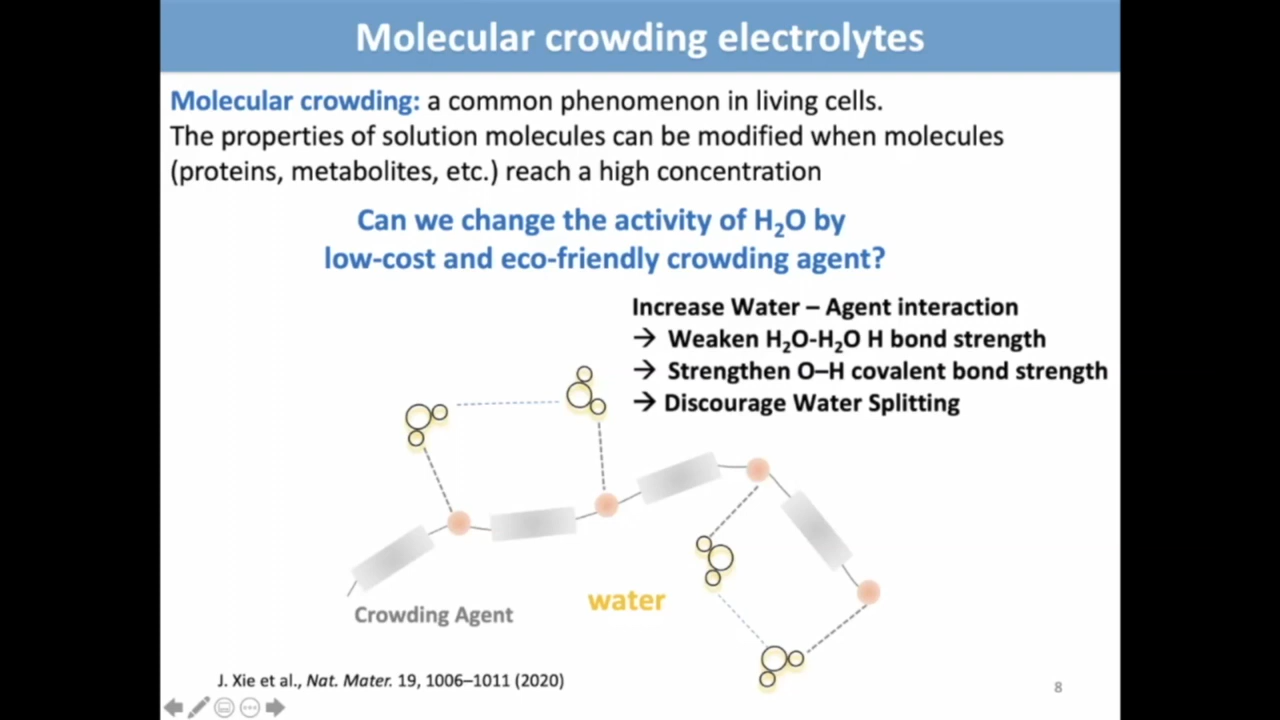 Molecular crowding electrolytes
Molecular crowding: a common phenomenon in living cells.
The properties of solution molecules can be modified when molecules
(proteins, metabolites, etc.) reach a high concentration
Can we change the activity of H₂O by
low-cost and eco-friendly crowding agent?
Increase Water – Agent interaction
→ Weaken H₂O-H₂O H bond strength
→ Strengthen O–H covalent bond strength
→ Discourage Water Splitting
Crowding Agent
water
J. Xie et al., Nat. Mater. 19, 1006–1011 (2020)
8